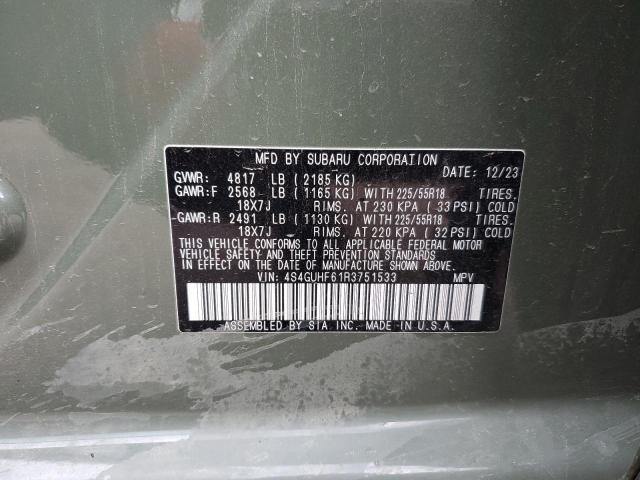 MFD BY SUBARU CORPORATION DATE: 12/23
GVWR: 4817 LB ( 2185 KG)
GAWR:F 2568 LB ( 1165 KG) WITH 225/55R18 TIRES.
18X7J RIMS. AT 230 KPA ( 33 PSI) COLD
GAWR:R 2491 LB ( 1130 KG) WITH 225/55R18 TIRES.
18X7J RIMS. AT 220 KPA ( 32 PSI) COLD
THIS VEHICLE CONFORMS TO ALL APPLICABLE FEDERAL MOTOR
VEHICLE SAFETY AND THEFT PREVENTION STANDARDS
IN EFFECT ON THE DATE OF MANUFACTURE SHOWN ABOVE.
VIN: 4S4GUHF61R3751533 MPV
ASSEMBLED BY SIA INC. MADE IN U.S.A.